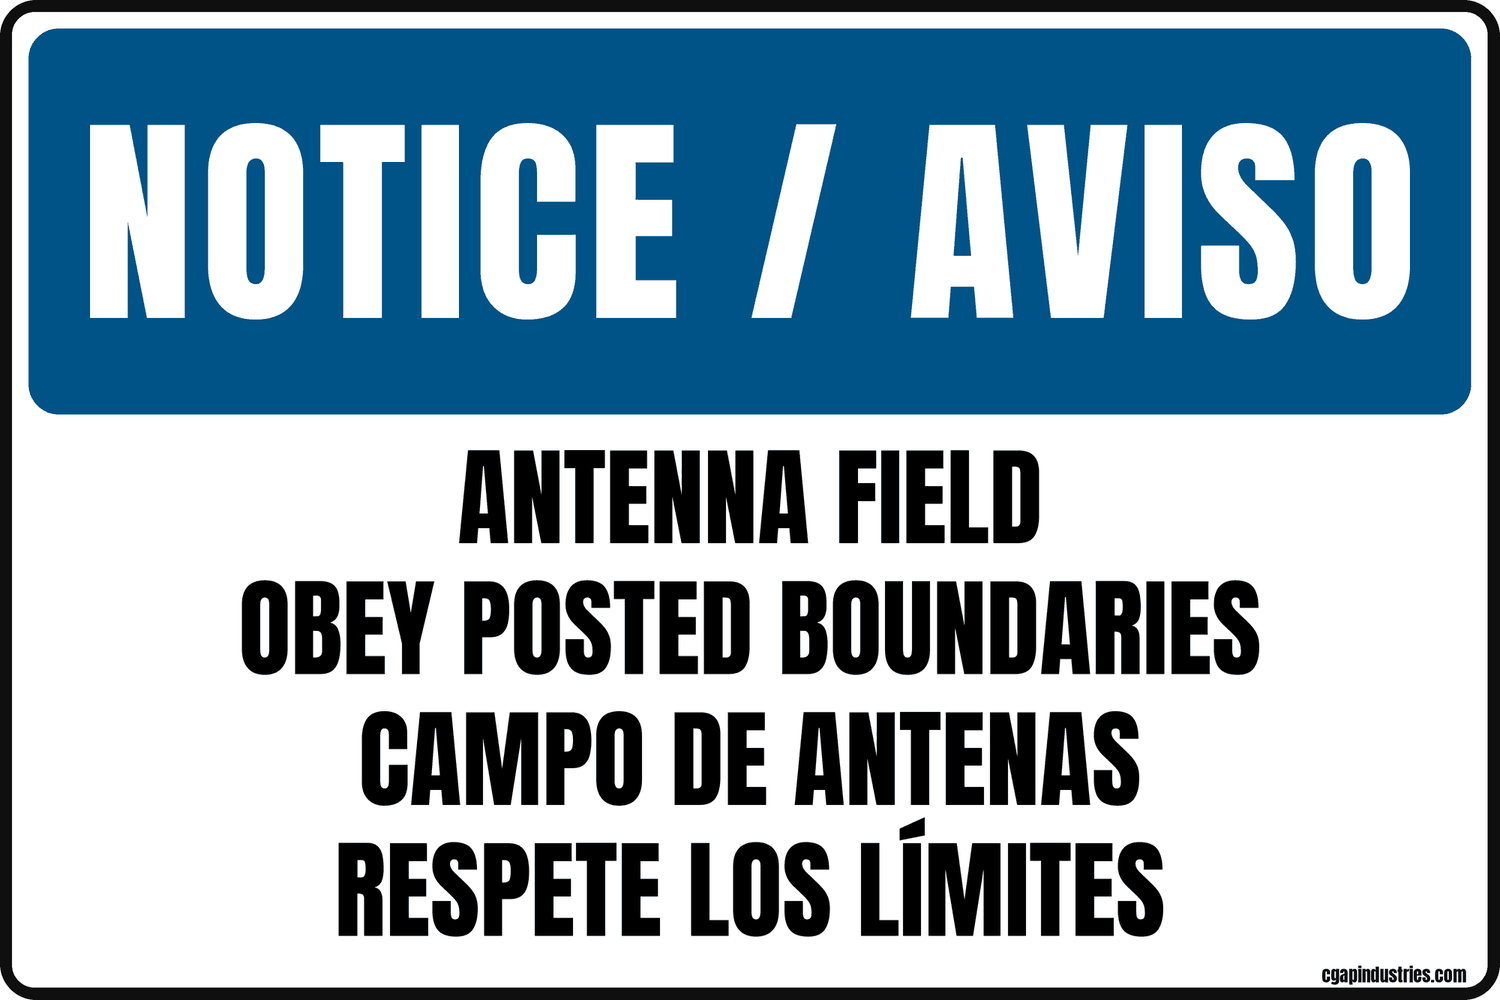 NOTICE / AVISO
ANTENNA FIELD
OBEY POSTED BOUNDARIES
CAMPO DE ANTENAS
RESPETE LOS LÍMITES
cgapindustries.com